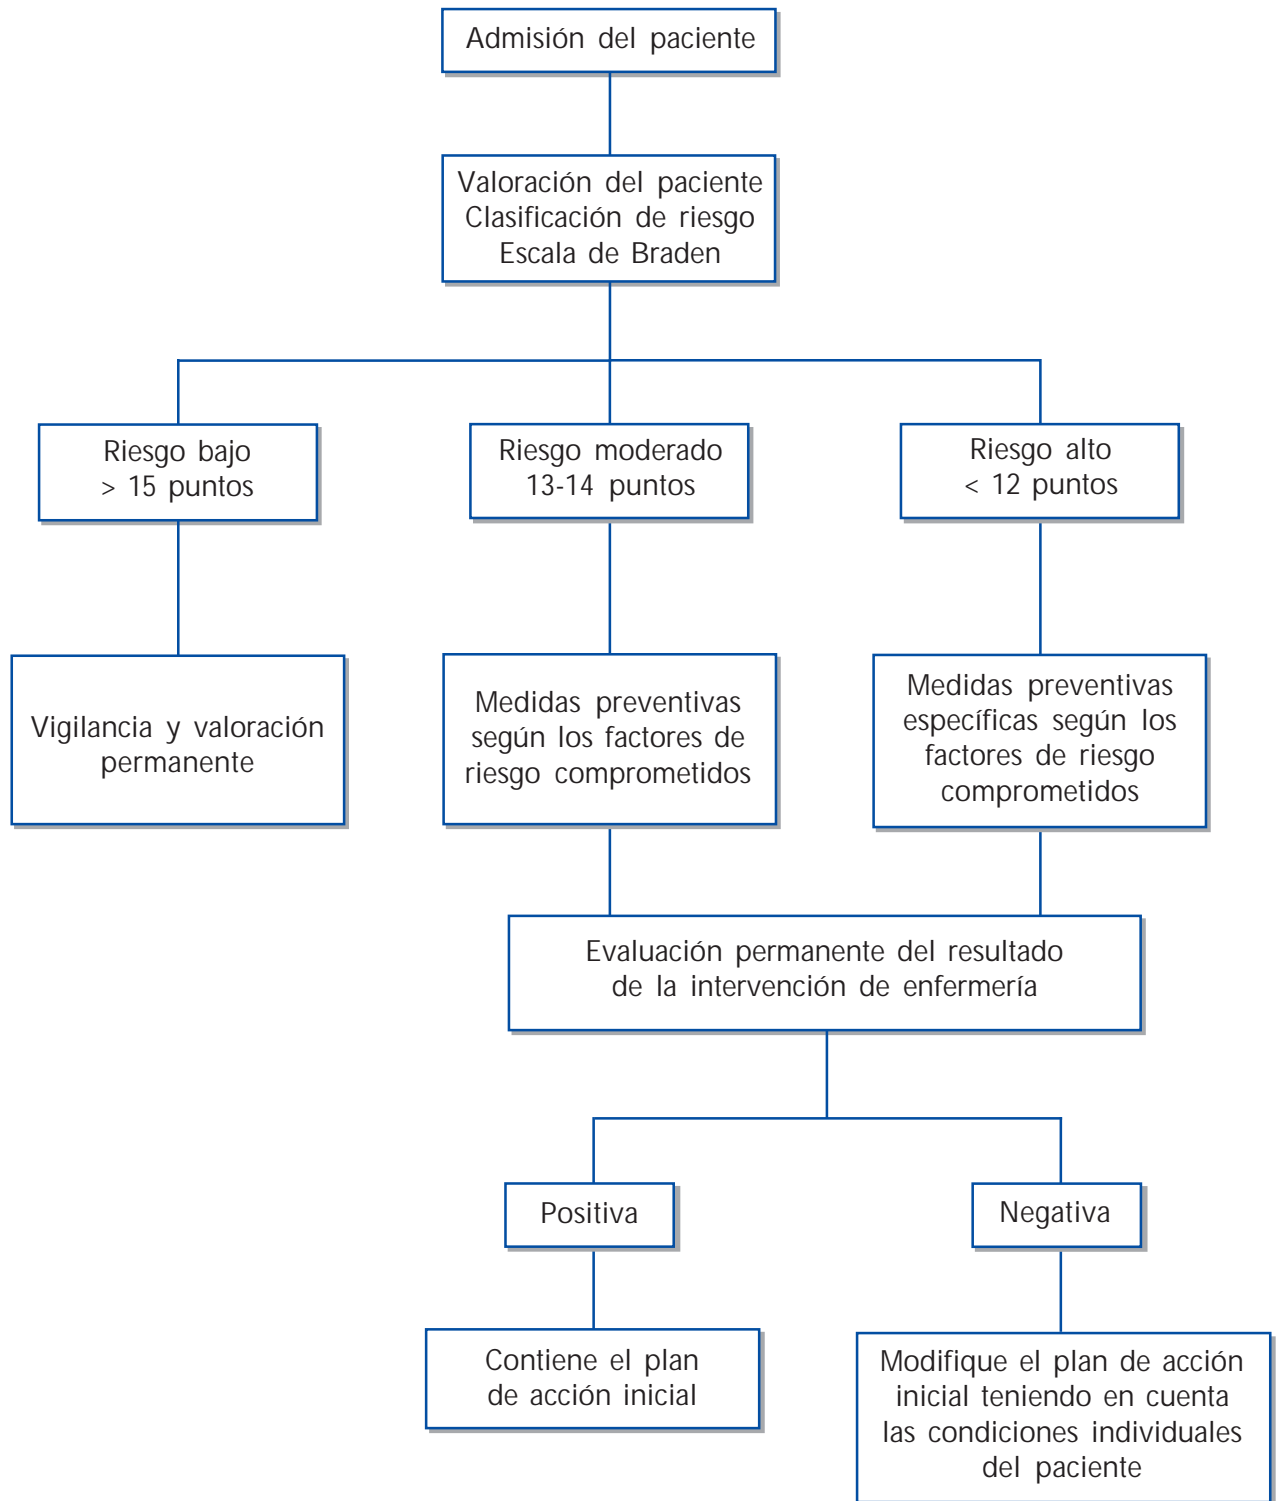 Admisión del paciente
Valoración del paciente
Clasificación de riesgo
Escala de Braden
Riesgo bajo
> 15 puntos
Riesgo moderado
13-14 puntos
Riesgo alto
< 12 puntos
Vigilancia y valoración
permanente
Medidas preventivas
según los factores de
riesgo comprometidos
Medidas preventivas
específicas según los
factores de riesgo
comprometidos
Evaluación permanente del resultado
de la intervención de enfermería
Positiva
Negativa
Contiene el plan
de acción inicial
Modifique el plan de acción
inicial teniendo en cuenta
las condiciones individuales
del paciente